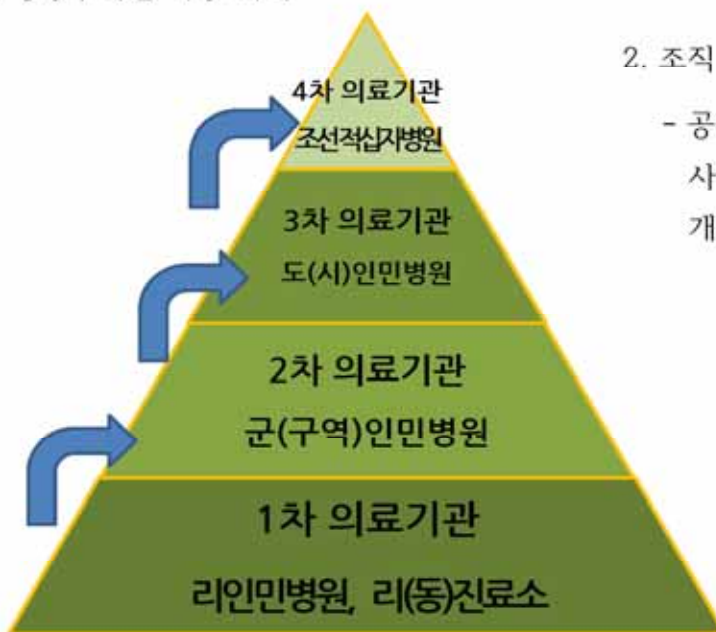 4차 의료기관
조선적십자병원
3차 의료기관
도(시)인민병원
2차 의료기관
군(구역)인민병원
1차 의료기관
리인민병원, 리(동)진료소
2. 조직
- 공
사
개